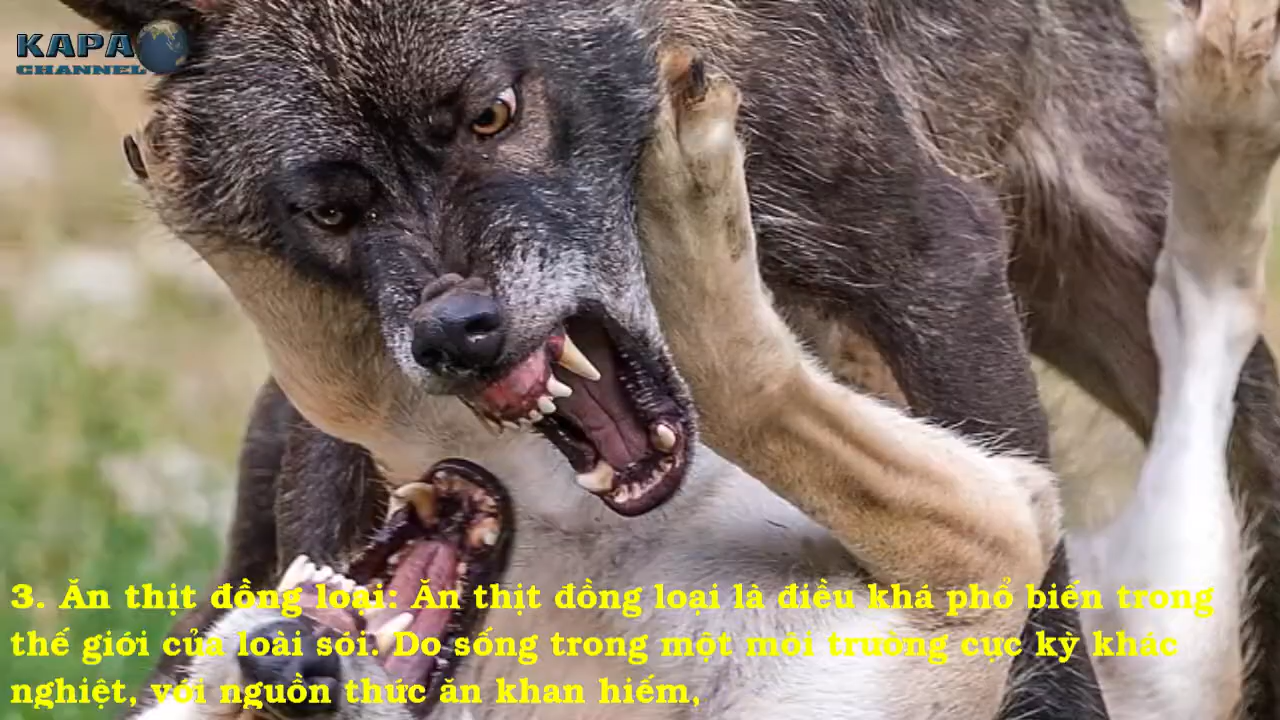 KAPA
CHANNEL
3. Ăn thịt đồng loại: Ăn thịt đồng loại là điều khá phổ biến trong
thế giới của loài sói. Do sống trong một môi trường cực kỳ khác
nghiệt, với nguồn thức ăn khan hiếm,